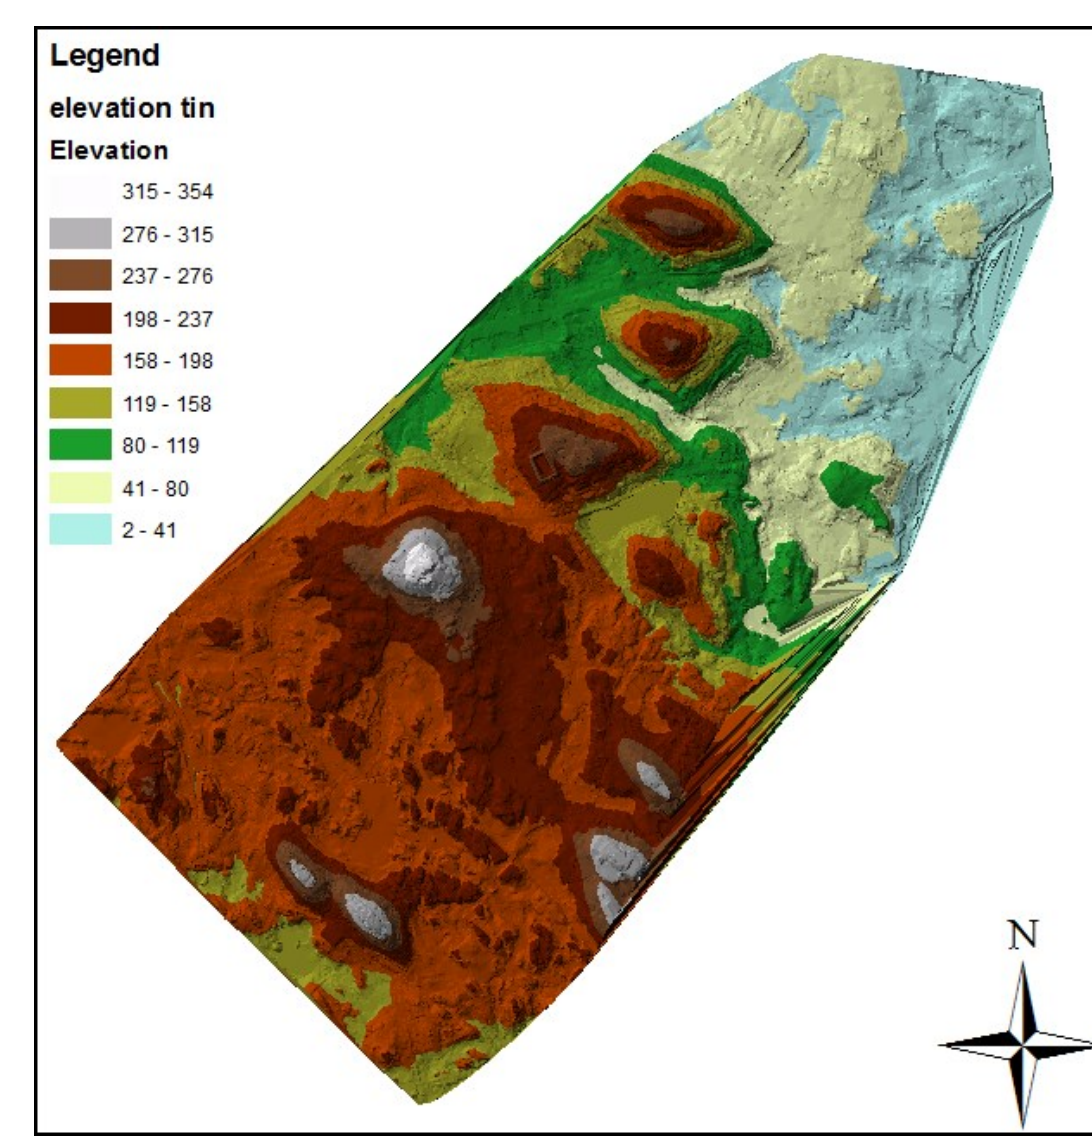 Legend
elevation tin
Elevation
315 - 354
276 - 315
237 - 276
198 - 237
158 - 198
119 - 158
80 - 119
41 - 80
2 - 41
N